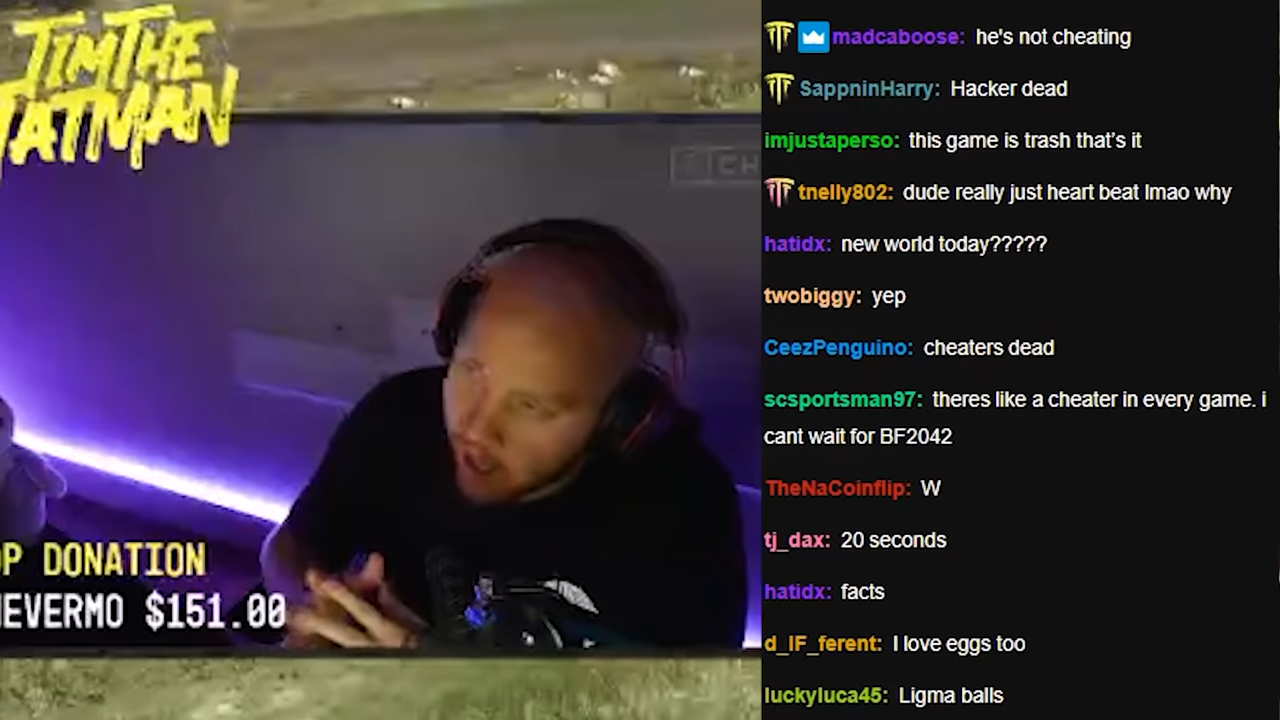 TIMTHE
TATMAN
CH
OP DONATION
NEVERMO $151.00
madcaboose: he's not cheating
SappninHarry: Hacker dead
imjustaperso: this game is trash that's it
tnelly802: dude really just heart beat lmao why
hatidx: new world today?????
twobiggy: yep
CeezPenguino: cheaters dead
scsportsman97: theres like a cheater in every game. i
cant wait for BF2042
TheNaCoinflip: W
tj_dax: 20 seconds
hatidx: facts
d_IF_ferent: I love eggs too
luckyluca45: Ligma balls